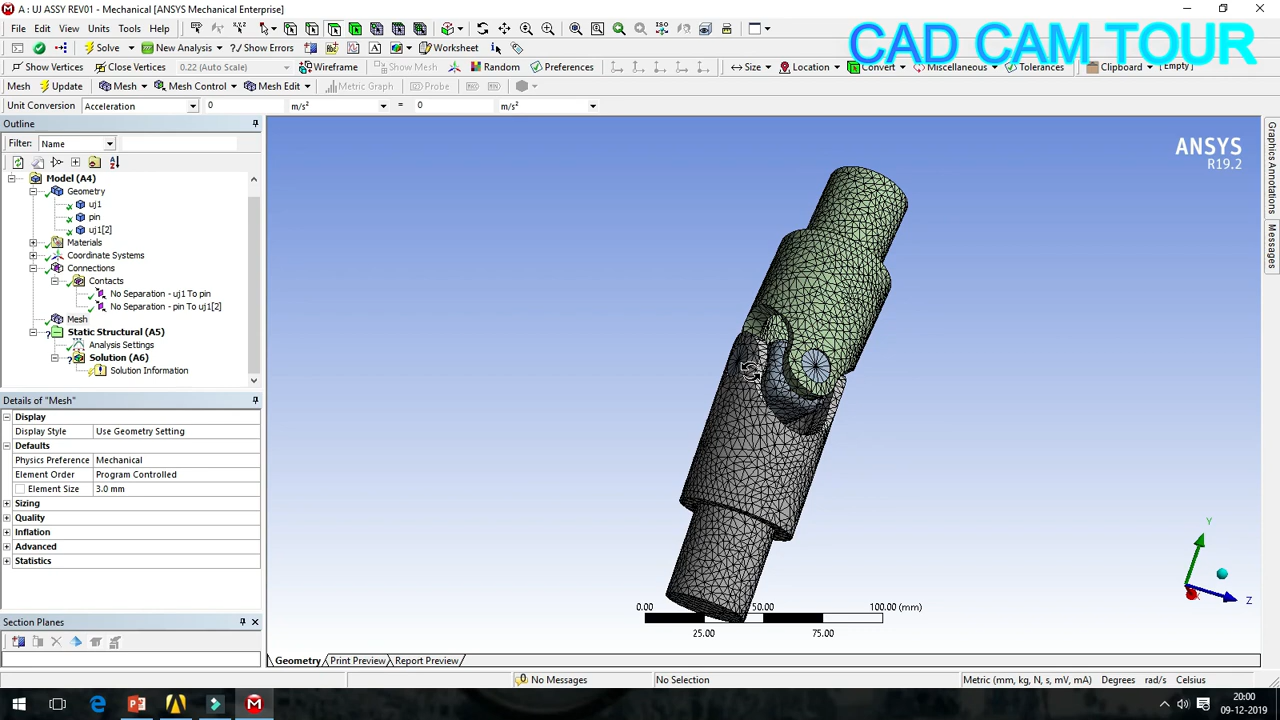 A : UJ ASSY REV01 - Mechanical [ANSYS Mechanical Enterprise]
File Edit View Units Tools Help
CAD CAM TOUR
Solve New Analysis Show Errors Worksheet
Show Vertices Close Vertices 0.22 (Auto Scale) Wireframe Show Mesh Random Preferences Size Location Convert Miscellaneous Tolerances Clipboard [Empty]
Mesh Update Mesh Mesh Control Mesh Edit Metric Graph Probe
Unit Conversion Acceleration 0 m/s² = 0 m/s²
Outline
Filter: Name
Model (A4)
Geometry
uj1
pin
uj1[2]
Materials
Coordinate Systems
Connections
Contacts
No Separation - uj1 To pin
No Separation - pin To uj1[2]
Mesh
Static Structural (A5)
Analysis Settings
Solution (A6)
Solution Information
Details of "Mesh"
Display
Display Style Use Geometry Setting
Defaults
Physics Preference Mechanical
Element Order Program Controlled
Element Size 3.0 mm
Sizing
Quality
Inflation
Advanced
Statistics
Section Planes
ANSYS
R19.2
Graphics Annotations
Messages
0.00 50.00 100.00 (mm)
25.00 75.00
Y
Z
X
Geometry Print Preview Report Preview
0 No Messages No Selection Metric (mm, kg, N, s, mV, mA) Degrees rad/s Celsius
20:00
09-12-2019